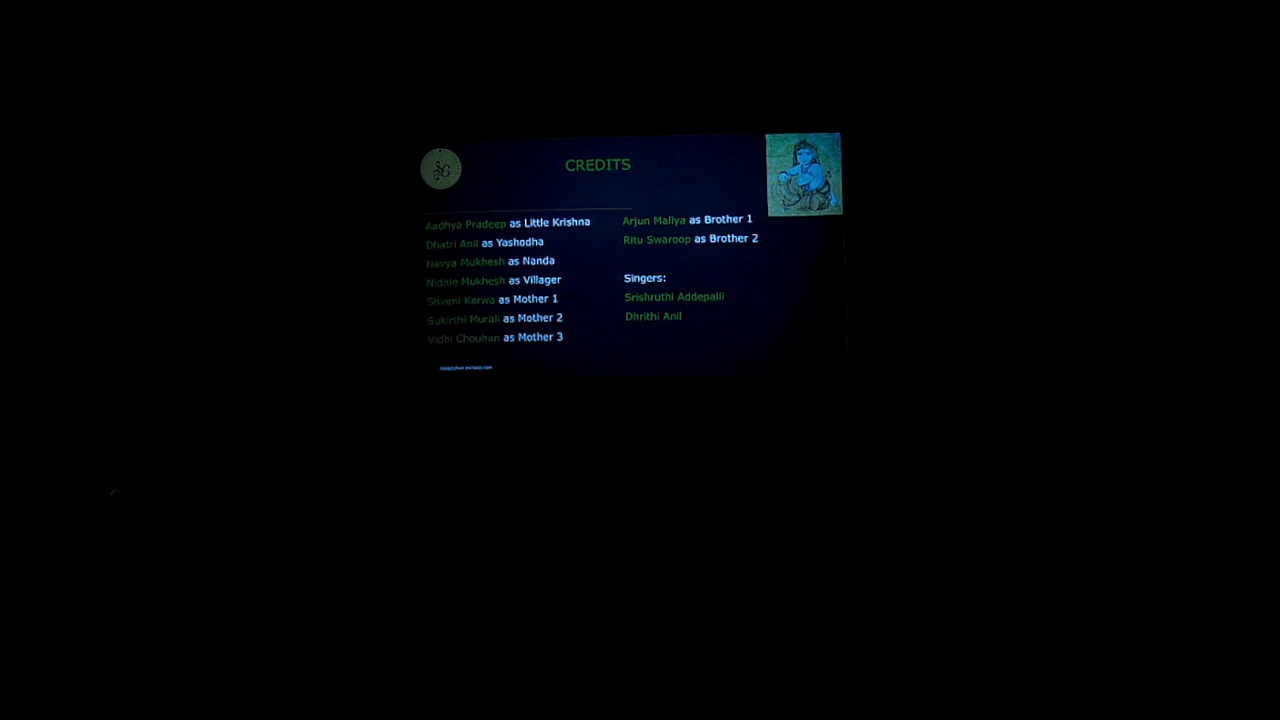 CREDITS
Aadhya Pradeep as Little Krishna
Dhatri Anil as Yashodha
Navya Mukhesh as Nanda
Nidhie Mukhesh as Villager
Shveni Karwa as Mother 1
Sukirthi Murali as Mother 2
Vidhi Chouhan as Mother 3
Arjun Mallya as Brother 1
Ritu Swaroop as Brother 2
Singers:
Srishruthi Addepalli
Dhrithi Anil